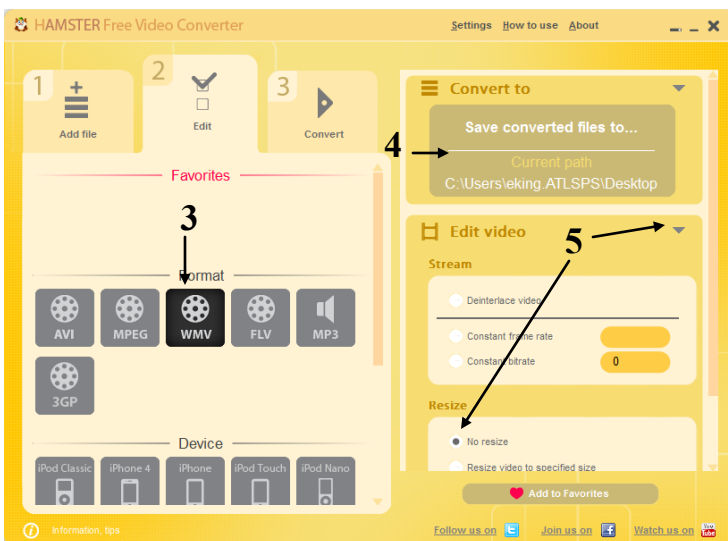 HAMSTER Free Video Converter
Settings How to use About
1
Add file
2
Edit
3
Convert
Favorites
3
Format
AVI MPEG WMV FLV MP3
3GP
Device
iPod Classic iPhone 4 iPhone iPod Touch iPod Nano
Convert to
4
Save converted files to...
Current path
C:\Users\eking.ATLSPS\Desktop
Edit video
5
Stream
Deinterlace video
Constant frame rate
Constant bitrate 0
Resize
No resize
Resize video to specified size
Add to Favorites
Information, tips
Follow us on Join us on Watch us on You Tube